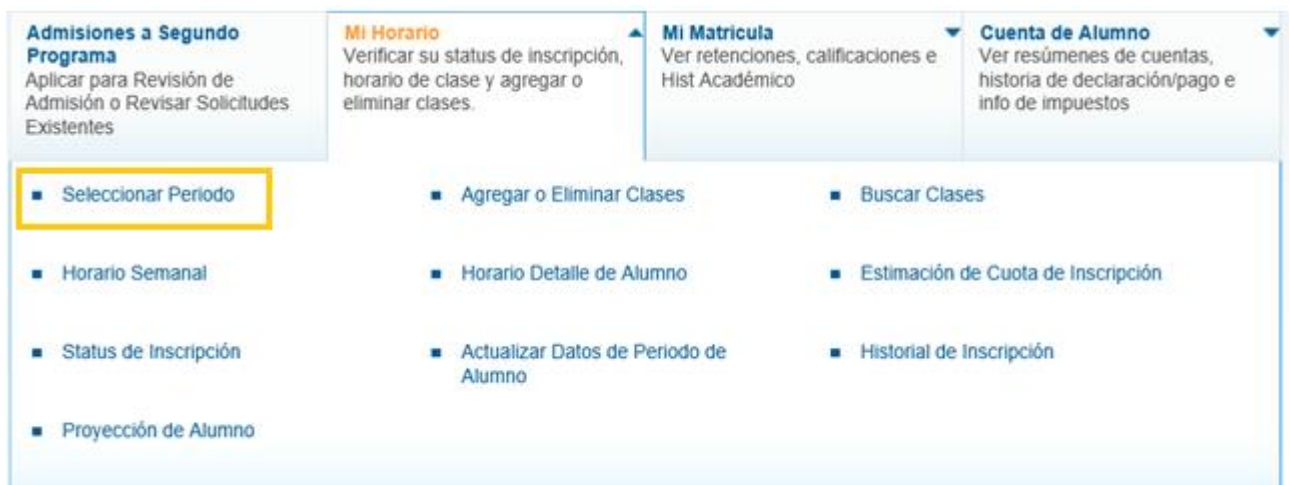 Admisiones a Segundo
Programa
Aplicar para Revisión de
Admisión o Revisar Solicitudes
Existentes
Mi Horario
Verificar su status de inscripción,
horario de clase y agregar o
eliminar clases.
Mi Matricula
Ver retenciones, calificaciones e
Hist Académico
Cuenta de Alumno
Ver resúmenes de cuentas,
historia de declaración/pago e
info de impuestos
Seleccionar Periodo
Agregar o Eliminar Clases
Buscar Clases
Horario Semanal
Horario Detalle de Alumno
Estimación de Cuota de Inscripción
Status de Inscripción
Actualizar Datos de Periodo de
Alumno
Historial de Inscripción
Proyección de Alumno